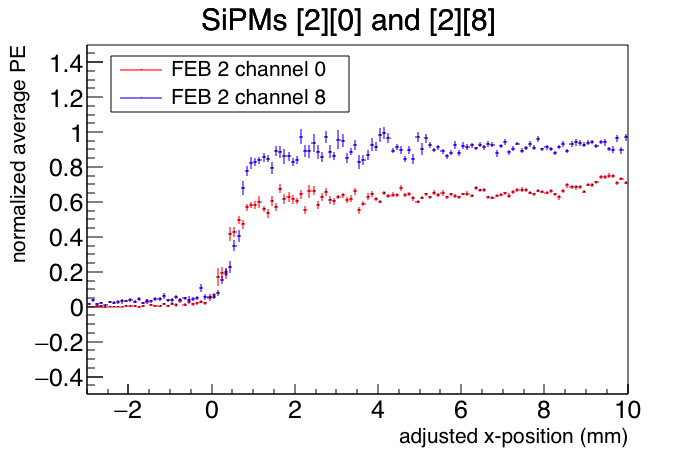 SiPMs [2][0] and [2][8]
normalized average PE
FEB 2 channel 0
FEB 2 channel 8
1.4
1.2
1
0.8
0.6
0.4
0.2
0
−0.2
−0.4
−2 0 2 4 6 8 10
adjusted x-position (mm)